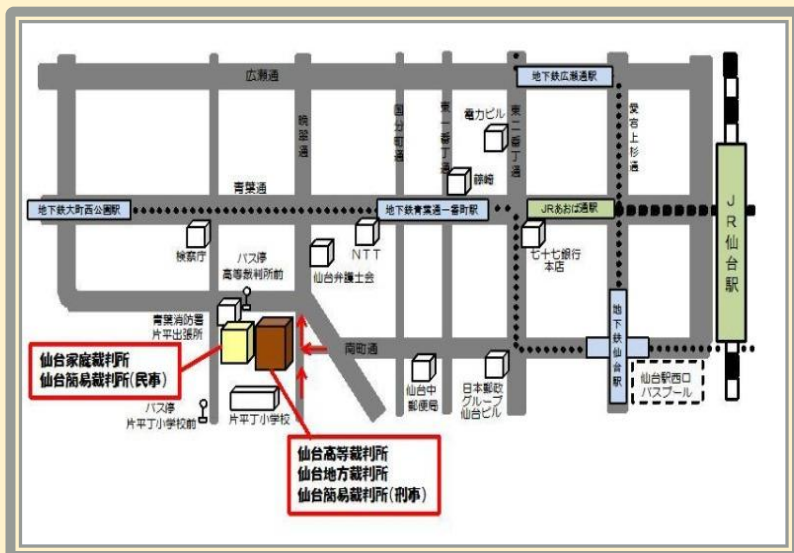 広瀬通
地下鉄広瀬通駅
晩翠通
国分町通
東一番丁通
電力ビル
東二番丁通
愛宮上杉通
藤崎
JR仙台駅
青葉通
地下鉄大町西公園駅
地下鉄青葉通一番町駅
JRあおば通駅
検察庁
バス停
高等裁判所前
仙台弁護士会
NTT
七十七銀行
本店
青葉消防署
片平出張所
南町通
地下鉄仙台駅
仙台駅西口
バスプール
仙台家庭裁判所
仙台簡易裁判所(民事)
バス停
片平丁小学校前
片平丁小学校
仙台中
郵便局
日本郵政
グループ
仙台ビル
仙台高等裁判所
仙台地方裁判所
仙台簡易裁判所(刑事)